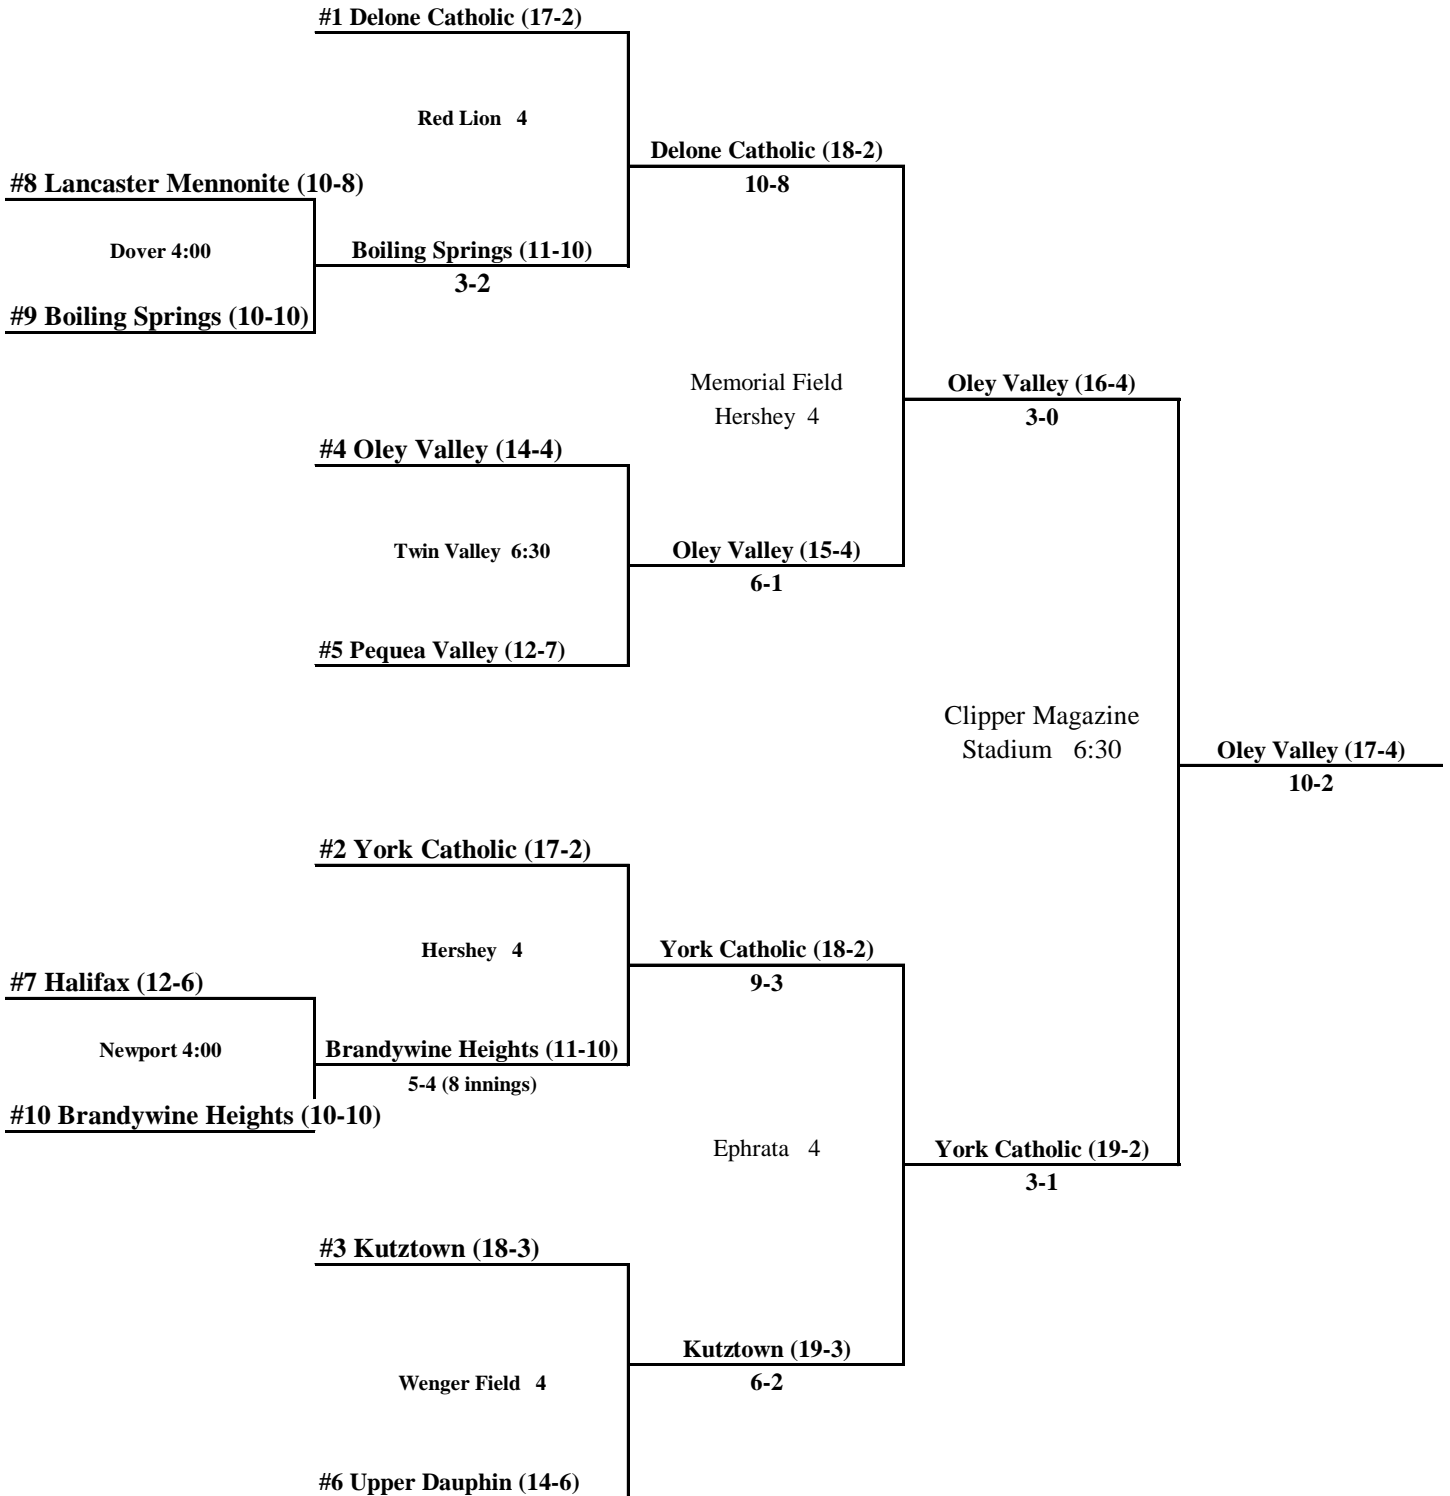 #1 Delone Catholic (17-2)
Red Lion 4
Delone Catholic (18-2)
10-8
#8 Lancaster Mennonite (10-8)
Dover 4:00
Boiling Springs (11-10)
3-2
#9 Boiling Springs (10-10)
Memorial Field
Hershey 4
Oley Valley (16-4)
3-0
#4 Oley Valley (14-4)
Twin Valley 6:30
Oley Valley (15-4)
6-1
#5 Pequea Valley (12-7)
Clipper Magazine
Stadium 6:30
Oley Valley (17-4)
10-2
#2 York Catholic (17-2)
Hershey 4
York Catholic (18-2)
9-3
#7 Halifax (12-6)
Newport 4:00
Brandywine Heights (11-10)
5-4 (8 innings)
#10 Brandywine Heights (10-10)
Ephrata 4
York Catholic (19-2)
3-1
#3 Kutztown (18-3)
Kutztown (19-3)
6-2
Wenger Field 4
#6 Upper Dauphin (14-6)